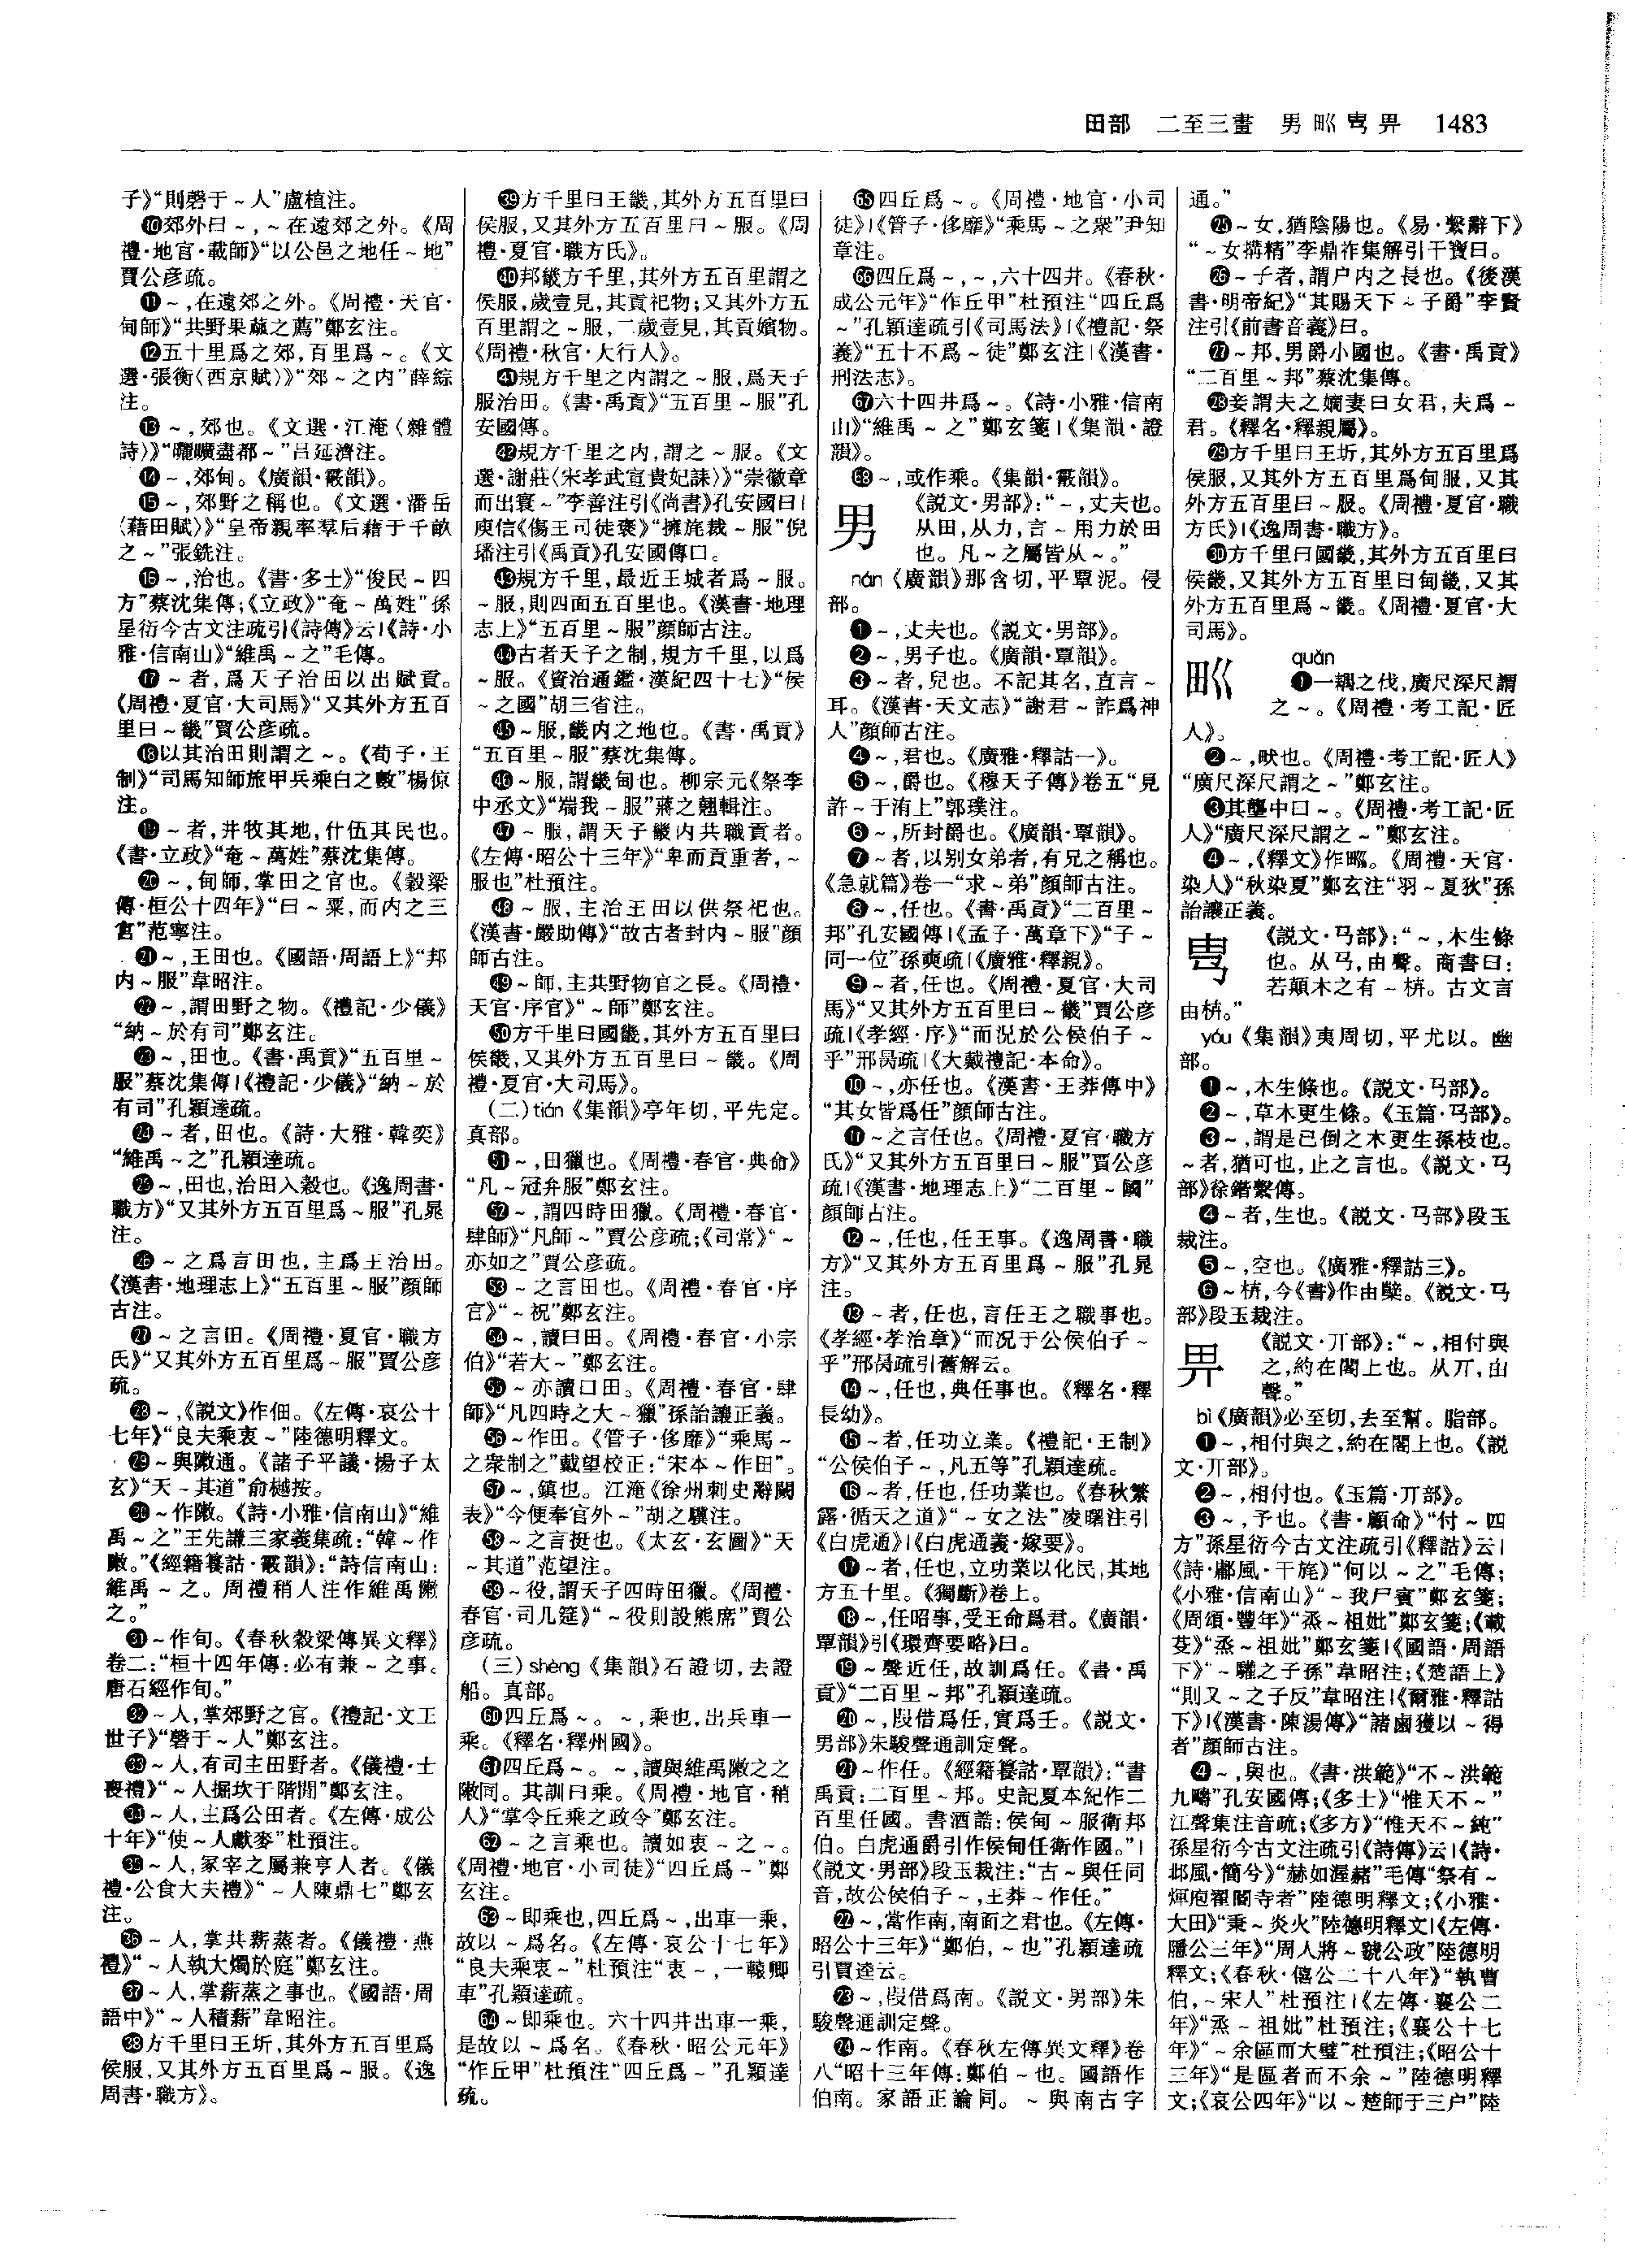 田部　二至三畫　男 甽 甹 畀　1483
子》“則磬于～人”盧植注。
❿郊外曰～,～在遠郊之外。《周
禮·地官·載師》“以公邑之地任～地”
賈公彦疏。
⓫～,在遠郊之外。《周禮·天官·
甸師》“共野果蓏之薦”鄭玄注。
⓬五十里爲之郊,百里爲～。《文
選·張衡〈西京賦〉》“郊～之内”薛綜
注。
⓭～,郊也。《文選·江淹〈雜體
詩〉》“曠盡都～”吕延濟注。
⓮～,郊甸。《廣韻·霰韻》。
⓯～,郊野之稱也。《文選·潘岳
〈藉田賦〉》“皇帝親率羣后藉于千畝
之～”張銑注。
⓰～,治也。《書·多士》“俊民～四
方”蔡沈集傳;《立政》“奄～萬姓”孫
星衍今古文注疏引《詩傳》云|《詩·小
雅·信南山》“維禹～之”毛傳。
⓱～者,爲天子治田以出賦貢。
《周禮·夏官·大司馬》“又其外方五百
里曰～畿”賈公彦疏。
⓲以其治田則謂之～。《荀子·王
制》“司馬知師旅甲兵乘白之數”楊倞
注。
⓳～者,井牧其地,什伍其民也。
《書·立政》“奄～萬姓”蔡沈集傳。
⓴～,甸師,掌田之官也。《穀梁
傳·桓公十四年》“曰～粟,而内之三
宫”范寧注。
㉑～,王田也。《國語·周語上》“邦
内～服”韋昭注。
㉒～,謂田野之物。《禮記·少儀》
“納～於有司”鄭玄注。
㉓～,田也。《書·禹貢》“五百里～
服”蔡沈集傳|《禮記·少儀》“納～於
有司”孔穎達疏。
㉔～者,田也。《詩·大雅·韓奕》
“維禹～之”孔穎達疏。
㉕～,田也,治田入穀也。《逸周書·
職方》“又其外方五百里爲～服”孔晁
注。
㉖～之爲言田也,主爲王治田。
《漢書·地理志上》“五百里～服”顔師
古注。
㉗～之言田。《周禮·夏官·職方
氏》“又其外方五百里爲～服”賈公彦
疏。
㉘～,《説文》作佃。《左傳·哀公十
七年》“良夫乘衷～”陸德明釋文。
㉙～與敶通。《諸子平議·揚子太
玄》“天～其道”俞樾按。
㉚～作敶。《詩·小雅·信南山》“維
禹～之”王先謙三家義集疏:“韓～作
敶。”《經籍籑詁·霰韻》:“詩信南山:
維禹～之。周禮稍人注作維禹敶
之。”
㉛～作旬。《春秋穀梁傳異文釋》
卷二:“桓十四年傳:必有兼～之事。
唐石經作旬。”
㉜～人,掌郊野之官。《禮記·文王
世子》“磬于～人”鄭玄注。
㉝～人,有司主田野者。《儀禮·士
喪禮》“～人掘坎于階閒”鄭玄注。
㉞～人,主爲公田者。《左傳·成公
十年》“使～人獻麥”杜預注。
㉟～人,冢宰之屬兼亨人者。《儀
禮·公食大夫禮》“～人陳鼎七”鄭玄
注。
㊱～人,掌共薪蒸者。《儀禮·燕
禮》“～人執大燭於庭”鄭玄注。
㊲～人,掌薪蒸之事也。《國語·周
語中》“～人積薪”韋昭注。
㊳方千里曰王圻,其外方五百里爲
侯服,又其外方五百里爲～服。《逸
周書·職方》。
㊴方千里曰王畿,其外方五百里曰
侯服,又其外方五百里曰～服。《周
禮·夏官·職方氏》。
㊵邦畿方千里,其外方五百里謂之
侯服,歲壹見,其貢祀物;又其外方五
百里謂之～服,二歲壹見,其貢嬪物。
《周禮·秋官·大行人》。
㊶規方千里之内謂之～服,爲天子
服治田。《書·禹貢》“五百里～服”孔
安國傳。
㊷規方千里之内,謂之～服。《文
選·謝莊〈宋孝武宣貴妃誄〉》“崇徽章
而出寰～”李善注引《尚書》孔安國曰|
庾信《傷王司徒褒》“擁旄裁～服”倪
璠注引《禹貢》孔安國傳曰。
㊸規方千里,最近王城者爲～服。
～服,則四面五百里也。《漢書·地理
志上》“五百里～服”顔師古注。
㊹古者天子之制,規方千里,以爲
～服。《資治通鑑·漢紀四十七》“侯
～之國”胡三省注。
㊺～服,畿内之地也。《書·禹貢》
“五百里～服”蔡沈集傳。
㊻～服,謂畿甸也。柳宗元《祭李
中丞文》“耑我～服”蔣之翹輯注。
㊼～服,謂天子畿内共職貢者。
《左傳·昭公十三年》“卑而貢重者,～
服也”杜預注。
㊽～服,主治王田以供祭祀也。
《漢書·嚴助傳》“故古者封内～服”顔
師古注。
㊾～師,主共野物官之長。《周禮·
天官·序官》“～師”鄭玄注。
㊿方千里曰國畿,其外方五百里曰
侯畿,又其外方五百里曰～畿。《周
禮·夏官·大司馬》。
(二)tián《集韻》亭年切,平先定。
真部。
51～,田獵也。《周禮·春官·典命》
“凡～冠弁服”鄭玄注。
52～,謂四時田獵。《周禮·春官·
肆師》“凡師～”賈公彦疏;《司常》“～
亦如之”賈公彦疏。
53～之言田也。《周禮·春官·序
官》“～祝”鄭玄注。
54～,讀曰田。《周禮·春官·小宗
伯》“若大～”鄭玄注。
55～亦讀曰田。《周禮·春官·肆
師》“凡四時之大～獵”孫詒讓正義。
56～作田。《管子·侈靡》“乘馬～
之衆制之”戴望校正:“宋本～作田”。
57～,鎮也。江淹《徐州刺史辭闕
表》“今便奉官外～”胡之驥注。
58～之言挺也。《太玄·玄圖》“天
～其道”范望注。
59～役,謂天子四時田獵。《周禮·
春官·司几筵》“～役則設熊席”賈公
彦疏。
(三)shèng《集韻》石證切,去證
船。真部。
60四丘爲～。～,乘也,出兵車一
乘。《釋名·釋州國》。
61四丘爲～。～,讀與維禹敶之之
敶同。其訓曰乘。《周禮·地官·稍
人》“掌令丘乘之政令”鄭玄注。
62～之言乘也。讀如衷～之～。
《周禮·地官·小司徒》“四丘爲～”鄭
玄注。
63～即乘也,四丘爲～,出車一乘,
故以～爲名。《左傳·哀公十七年》
“良夫乘衷～”杜預注“衷～,一轅卿
車”孔穎達疏。
64～即乘也。六十四井出車一乘,
是故以～爲名。《春秋·昭公元年》
“作丘甲”杜預注“四丘爲～”孔穎達
疏。
65四丘爲～。《周禮·地官·小司
徒》|《管子·侈靡》“乘馬～之衆”尹知
章注。
66四丘爲～,～,六十四井。《春秋·
成公元年》“作丘甲”杜預注“四丘爲
～”孔穎達疏引《司馬法》|《禮記·祭
義》“五十不爲～徒”鄭玄注|《漢書·
刑法志》。
67六十四井爲～。《詩·小雅·信南
山》“維禹～之”鄭玄箋|《集韻·證
韻》。
68～,或作乘。《集韻·霰韻》。
男
《説文·男部》:“～,丈夫也。
从田,从力,言～用力於田
也。凡～之屬皆从～。”
nán《廣韻》那含切,平覃泥。侵
部。
❶～,丈夫也。《説文·男部》。
❷～,男子也。《廣韻·覃韻》。
❸～者,兒也。不記其名,直言～
耳。《漢書·天文志》“謝君～詐爲神
人”顔師古注。
❹～,君也。《廣雅·釋詁一》。
❺～,爵也。《穆天子傳》卷五“見
許～于洧上”郭璞注。
❻～,所封爵也。《廣韻·覃韻》。
❼～者,以别女弟者,有兄之稱也。
《急就篇》卷一“求～弟”顔師古注。
❽～,任也。《書·禹貢》“二百里～
邦”孔安國傳|《孟子·萬章下》“子～
同一位”孫奭疏|《廣雅·釋親》。
❾～者,任也。《周禮·夏官·大司
馬》“又其外方五百里曰～畿”賈公彦
疏|《孝經·序》“而況於公侯伯子～
乎”邢昺疏|《大戴禮記·本命》。
❿～,亦任也。《漢書·王莽傳中》
“其女皆爲任”顔師古注。
⓫～之言任也。《周禮·夏官·職方
氏》“又其外方五百里曰～服”賈公彦
疏|《漢書·地理志上》“二百里～國”
顔師古注。
⓬～,任也,任王事。《逸周書·職
方》“又其外方五百里爲～服”孔晁
注。
⓭～者,任也,言任王之職事也。
《孝經·孝治章》“而况于公侯伯子～
乎”邢昺疏引舊解云。
⓮～,任也,典任事也。《釋名·釋
長幼》。
⓯～者,任功立業。《禮記·王制》
“公侯伯子～,凡五等”孔穎達疏。
⓰～者,任也,任功業也。《春秋繁
露·循天之道》“～女之法”凌曙注引
《白虎通》|《白虎通義·嫁娶》。
⓱～者,任也,立功業以化民,其地
方五十里。《獨斷》卷上。
⓲～,任昭事,受王命爲君。《廣韻·
覃韻》引《環齊要略》曰。
⓳～聲近任,故訓爲任。《書·禹
貢》“二百里～邦”孔穎達疏。
⓴～,叚借爲任,實爲壬。《説文·
男部》朱駿聲通訓定聲。
㉑～作任。《經籍籑詁·覃韻》:“書
禹貢:二百里～邦。史記夏本紀作二
百里任國。書酒誥:侯甸～服衛邦
伯。白虎通爵引作侯甸任衛作國。”|
《説文·男部》段玉裁注:“古～與任同
音,故公侯伯子～,王莽～作任。”
㉒～,當作南,南面之君也。《左傳·
昭公十三年》“鄭伯,～也”孔穎達疏
引賈逵云。
㉓～,叚借爲南。《説文·男部》朱
駿聲通訓定聲。
㉔～作南。《春秋左傳異文釋》卷
八“昭十三年傳:鄭伯～也。國語作
伯南。家語正論同。～與南古字
通。”
㉕～女,猶陰陽也。《易·繫辭下》
“～女構精”李鼎祚集解引干寶曰。
㉖～子者,謂户内之長也。《後漢
書·明帝紀》“其賜天下～子爵”李賢
注引《前書音義》曰。
㉗～邦,男爵小國也。《書·禹貢》
“二百里～邦”蔡沈集傳。
㉘妾謂夫之嫡妻曰女君,夫爲～
君。《釋名·釋親屬》。
㉙方千里曰王圻,其外方五百里爲
侯服,又其外方五百里爲甸服,又其
外方五百里曰～服。《周禮·夏官·職
方氏》|《逸周書·職方》。
㉚方千里曰國畿,其外方五百里曰
侯畿,又其外方五百里曰甸畿,又其
外方五百里爲～畿。《周禮·夏官·大
司馬》。
甽
quǎn
❶一耦之伐,廣尺深尺謂
之～。《周禮·考工記·匠
人》。
❷～,畎也。《周禮·考工記·匠人》
“廣尺深尺謂之～”鄭玄注。
❸其壟中曰～。《周禮·考工記·匠
人》“廣尺深尺謂之～”鄭玄注。
❹～,《釋文》作𤱶。《周禮·天官·
染人》“秋染夏”鄭玄注“羽～夏狄”孫
詒讓正義。
甹
《説文·㔾部》:“～,木生條
也。从㔾,由聲。商書曰:
若顛木之有～枿。古文言
由枿。”
yóu《集韻》夷周切,平尤以。幽
部。
❶～,木生條也。《説文·㔾部》。
❷～,草木更生條。《玉篇·㔾部》。
❸～,謂是已倒之木更生孫枝也。
～者,猶可也,止之言也。《説文·㔾
部》徐鍇繫傳。
❹～者,生也。《説文·㔾部》段玉
裁注。
❺～,空也。《廣雅·釋詁三》。
❻～枿,今《書》作由櫱。《説文·㔾
部》段玉裁注。
畀
《説文·丌部》:“～,相付與
之,約在閣上也。从丌,甶
聲。”
bì《廣韻》必至切,去至幫。脂部。
❶～,相付與之,約在閣上也。《説
文·丌部》。
❷～,相付也。《玉篇·丌部》。
❸～,予也。《書·顧命》“付～四
方”孫星衍今古文注疏引《釋詁》云|
《詩·鄘風·干旄》“何以～之”毛傳;
《小雅·信南山》“～我尸賓”鄭玄箋;
《周頌·豐年》“烝～祖妣”鄭玄箋;《載
芟》“烝～祖妣”鄭玄箋|《國語·周語
下》“～驩之子孫”韋昭注;《楚語上》
“則又～之子反”韋昭注|《爾雅·釋詁
下》|《漢書·陳湯傳》“諸鹵獲以～得
者”顔師古注。
❹～,與也。《書·洪範》“不～洪範
九疇”孔安國傳;《多士》“惟天不～”
江聲集注音疏;《多方》“惟天不～純”
孫星衍今古文注疏引《詩傳》云|《詩·
邶風·簡兮》“赫如渥赭”毛傳“祭有～
煇庖翟閽寺者”陸德明釋文;《小雅·
大田》“秉～炎火”陸德明釋文|《左傳·
隱公三年》“周人將～虢公政”陸德明
釋文;《春秋·僖公二十八年》“執曹
伯,～宋人”杜預注|《左傳·襄公二
年》“烝～祖妣”杜預注;《襄公十七
年》“～余區而大璧”杜預注;《昭公十
三年》“是區者而不余～”陸德明釋
文;《哀公四年》“以～楚師于三户”陸